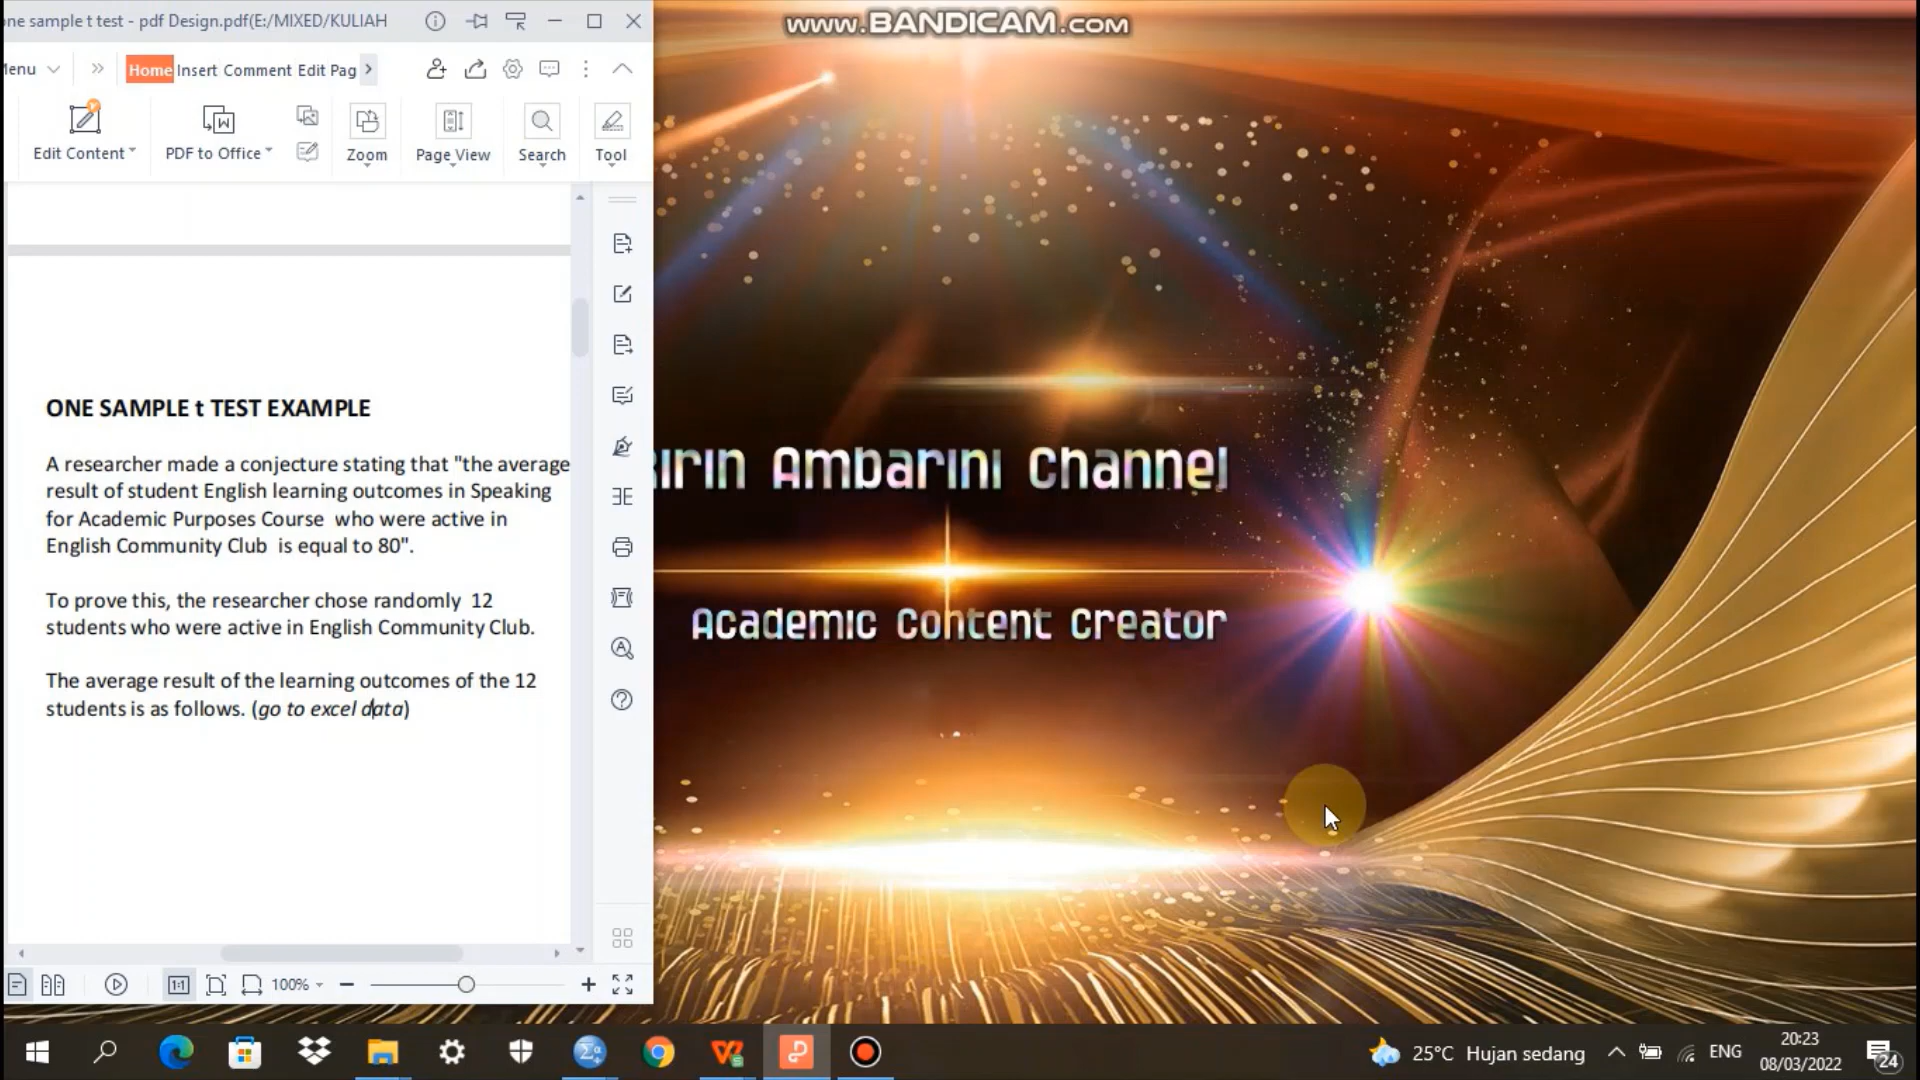 one sample t test - pdf Design.pdf(E:/MIXED/KULIAH
www.BANDICAM.com
Home Insert Comment Edit Pag
Edit Content
PDF to Office
Zoom
Page View
Search
Tool
ONE SAMPLE t TEST EXAMPLE
A researcher made a conjecture stating that "the average
result of student English learning outcomes in Speaking
for Academic Purposes Course who were active in
English Community Club is equal to 80".
To prove this, the researcher chose randomly 12
students who were active in English Community Club.
The average result of the learning outcomes of the 12
students is as follows. (go to excel data)
Ambarini Channel
Academic Content Creator
1:1
100%
25°C Hujan sedang
ENG
20:23
08/03/2022
24